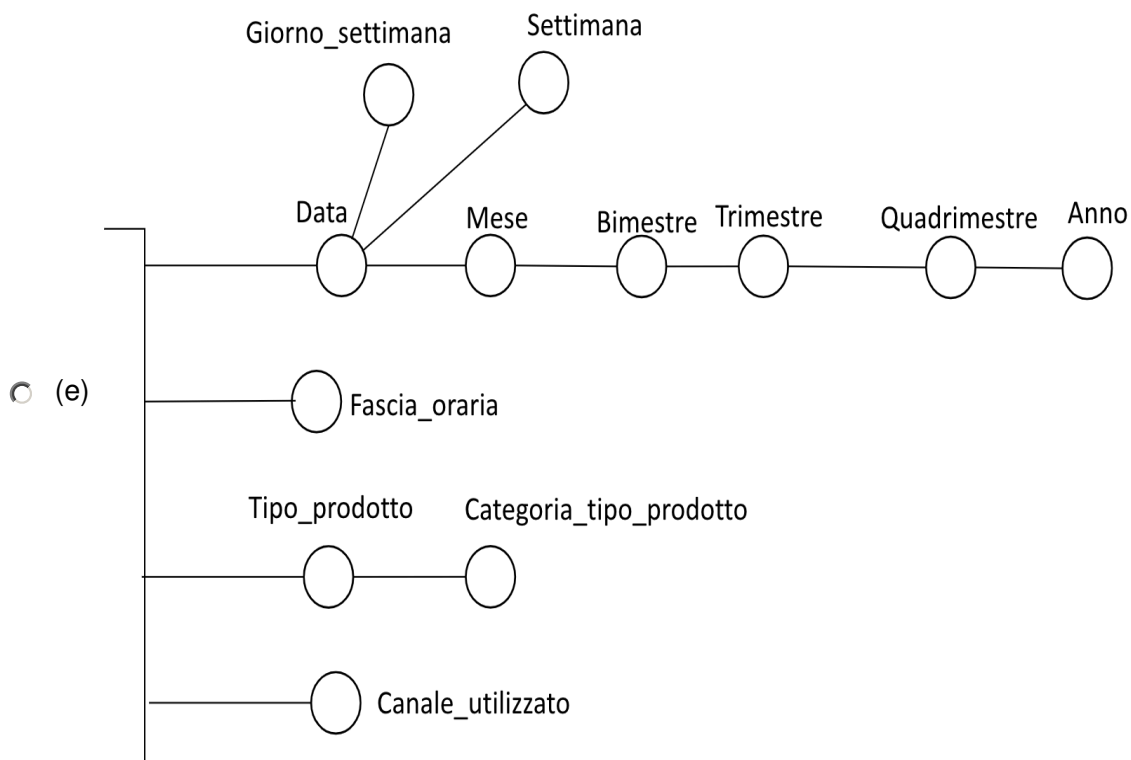 Giorno_settimana
Settimana
Data
Mese
Bimestre
Trimestre
Quadrimestre
Anno
(e)
Fascia_oraria
Tipo_prodotto
Categoria_tipo_prodotto
Canale_utilizzato